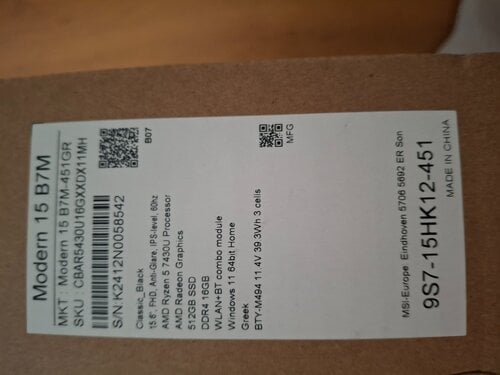 Modern 15 B7M
MKT : Modern 15 B7M-451GR
SKU : CBAR5430U16GXXDX11MH
S/N:K2412N0058542
B07
Classic_Black
15.6", FHD, Anti-Glare, IPS-level, 60hz
AMD Ryzen 5 7430U Processor
AMD Radeon Graphics
512GB SSD
DDR4 16GB
WLAN+BT combo module
Windows 11 64bit Home
Greek
BTY-M494 11.4V 39.3Wh 3 cells
MFG
MSI-Europe Eindhoven 5706 5692 ER Son
9S7-15HK12-451
MADE IN CHINA